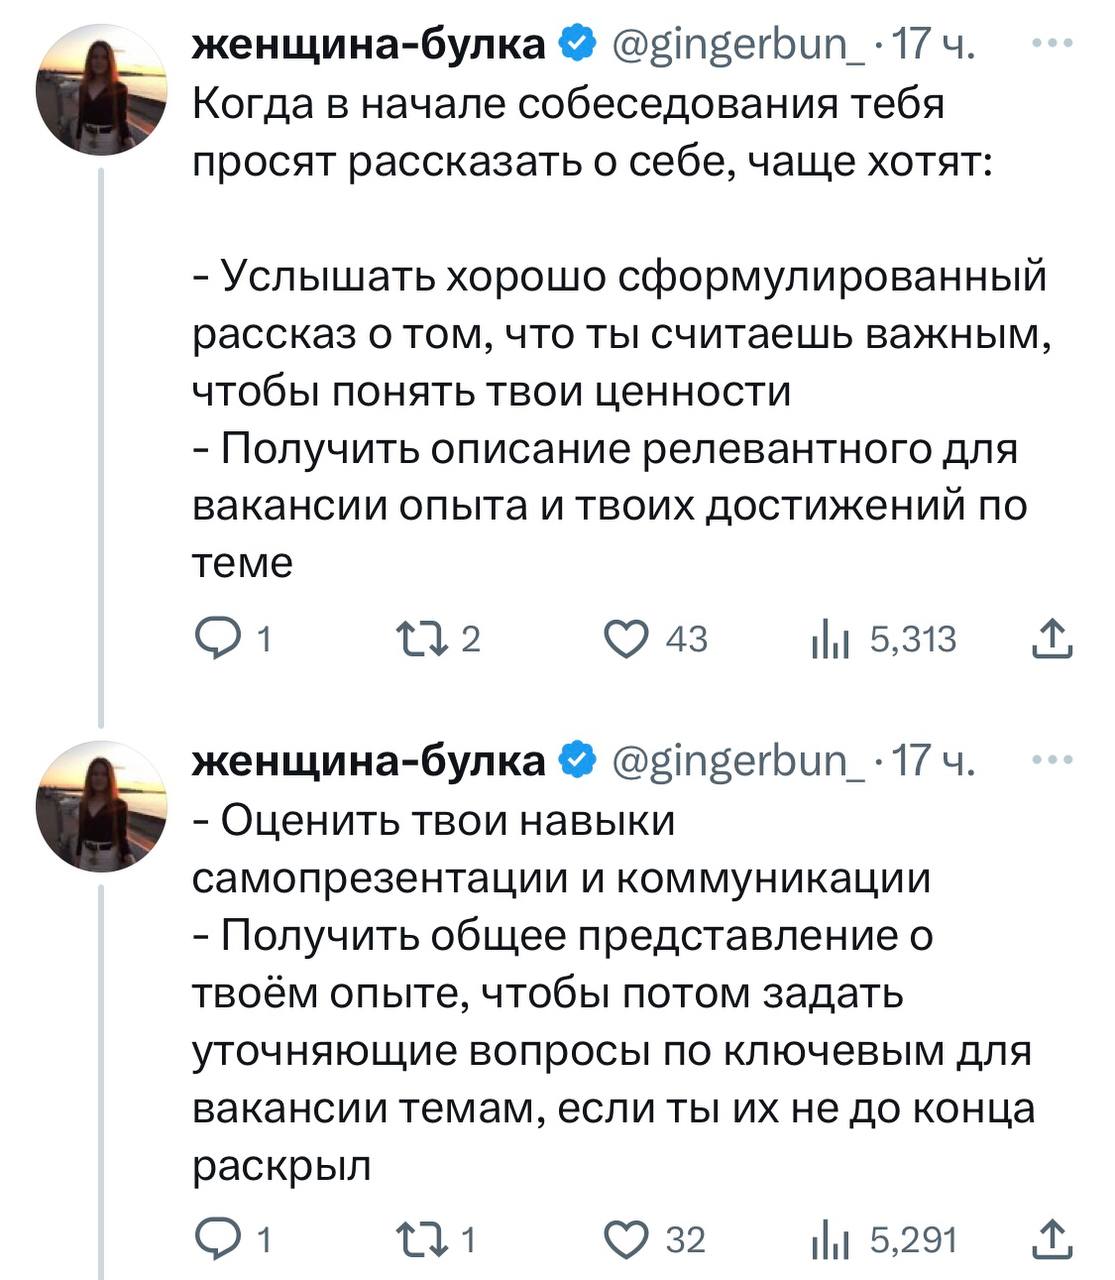 женщина-булка @gingerbun_ · 17 ч.
Когда в начале собеседования тебя
просят рассказать о себе, чаще хотят:
- Услышать хорошо сформулированный
рассказ о том, что ты считаешь важным,
чтобы понять твои ценности
- Получить описание релевантного для
вакансии опыта и твоих достижений по
теме
1 2 43 5,313
женщина-булка @gingerbun_ · 17 ч.
- Оценить твои навыки
самопрезентации и коммуникации
- Получить общее представление о
твоём опыте, чтобы потом задать
уточняющие вопросы по ключевым для
вакансии темам, если ты их не до конца
раскрыл
1 1 32 5,291